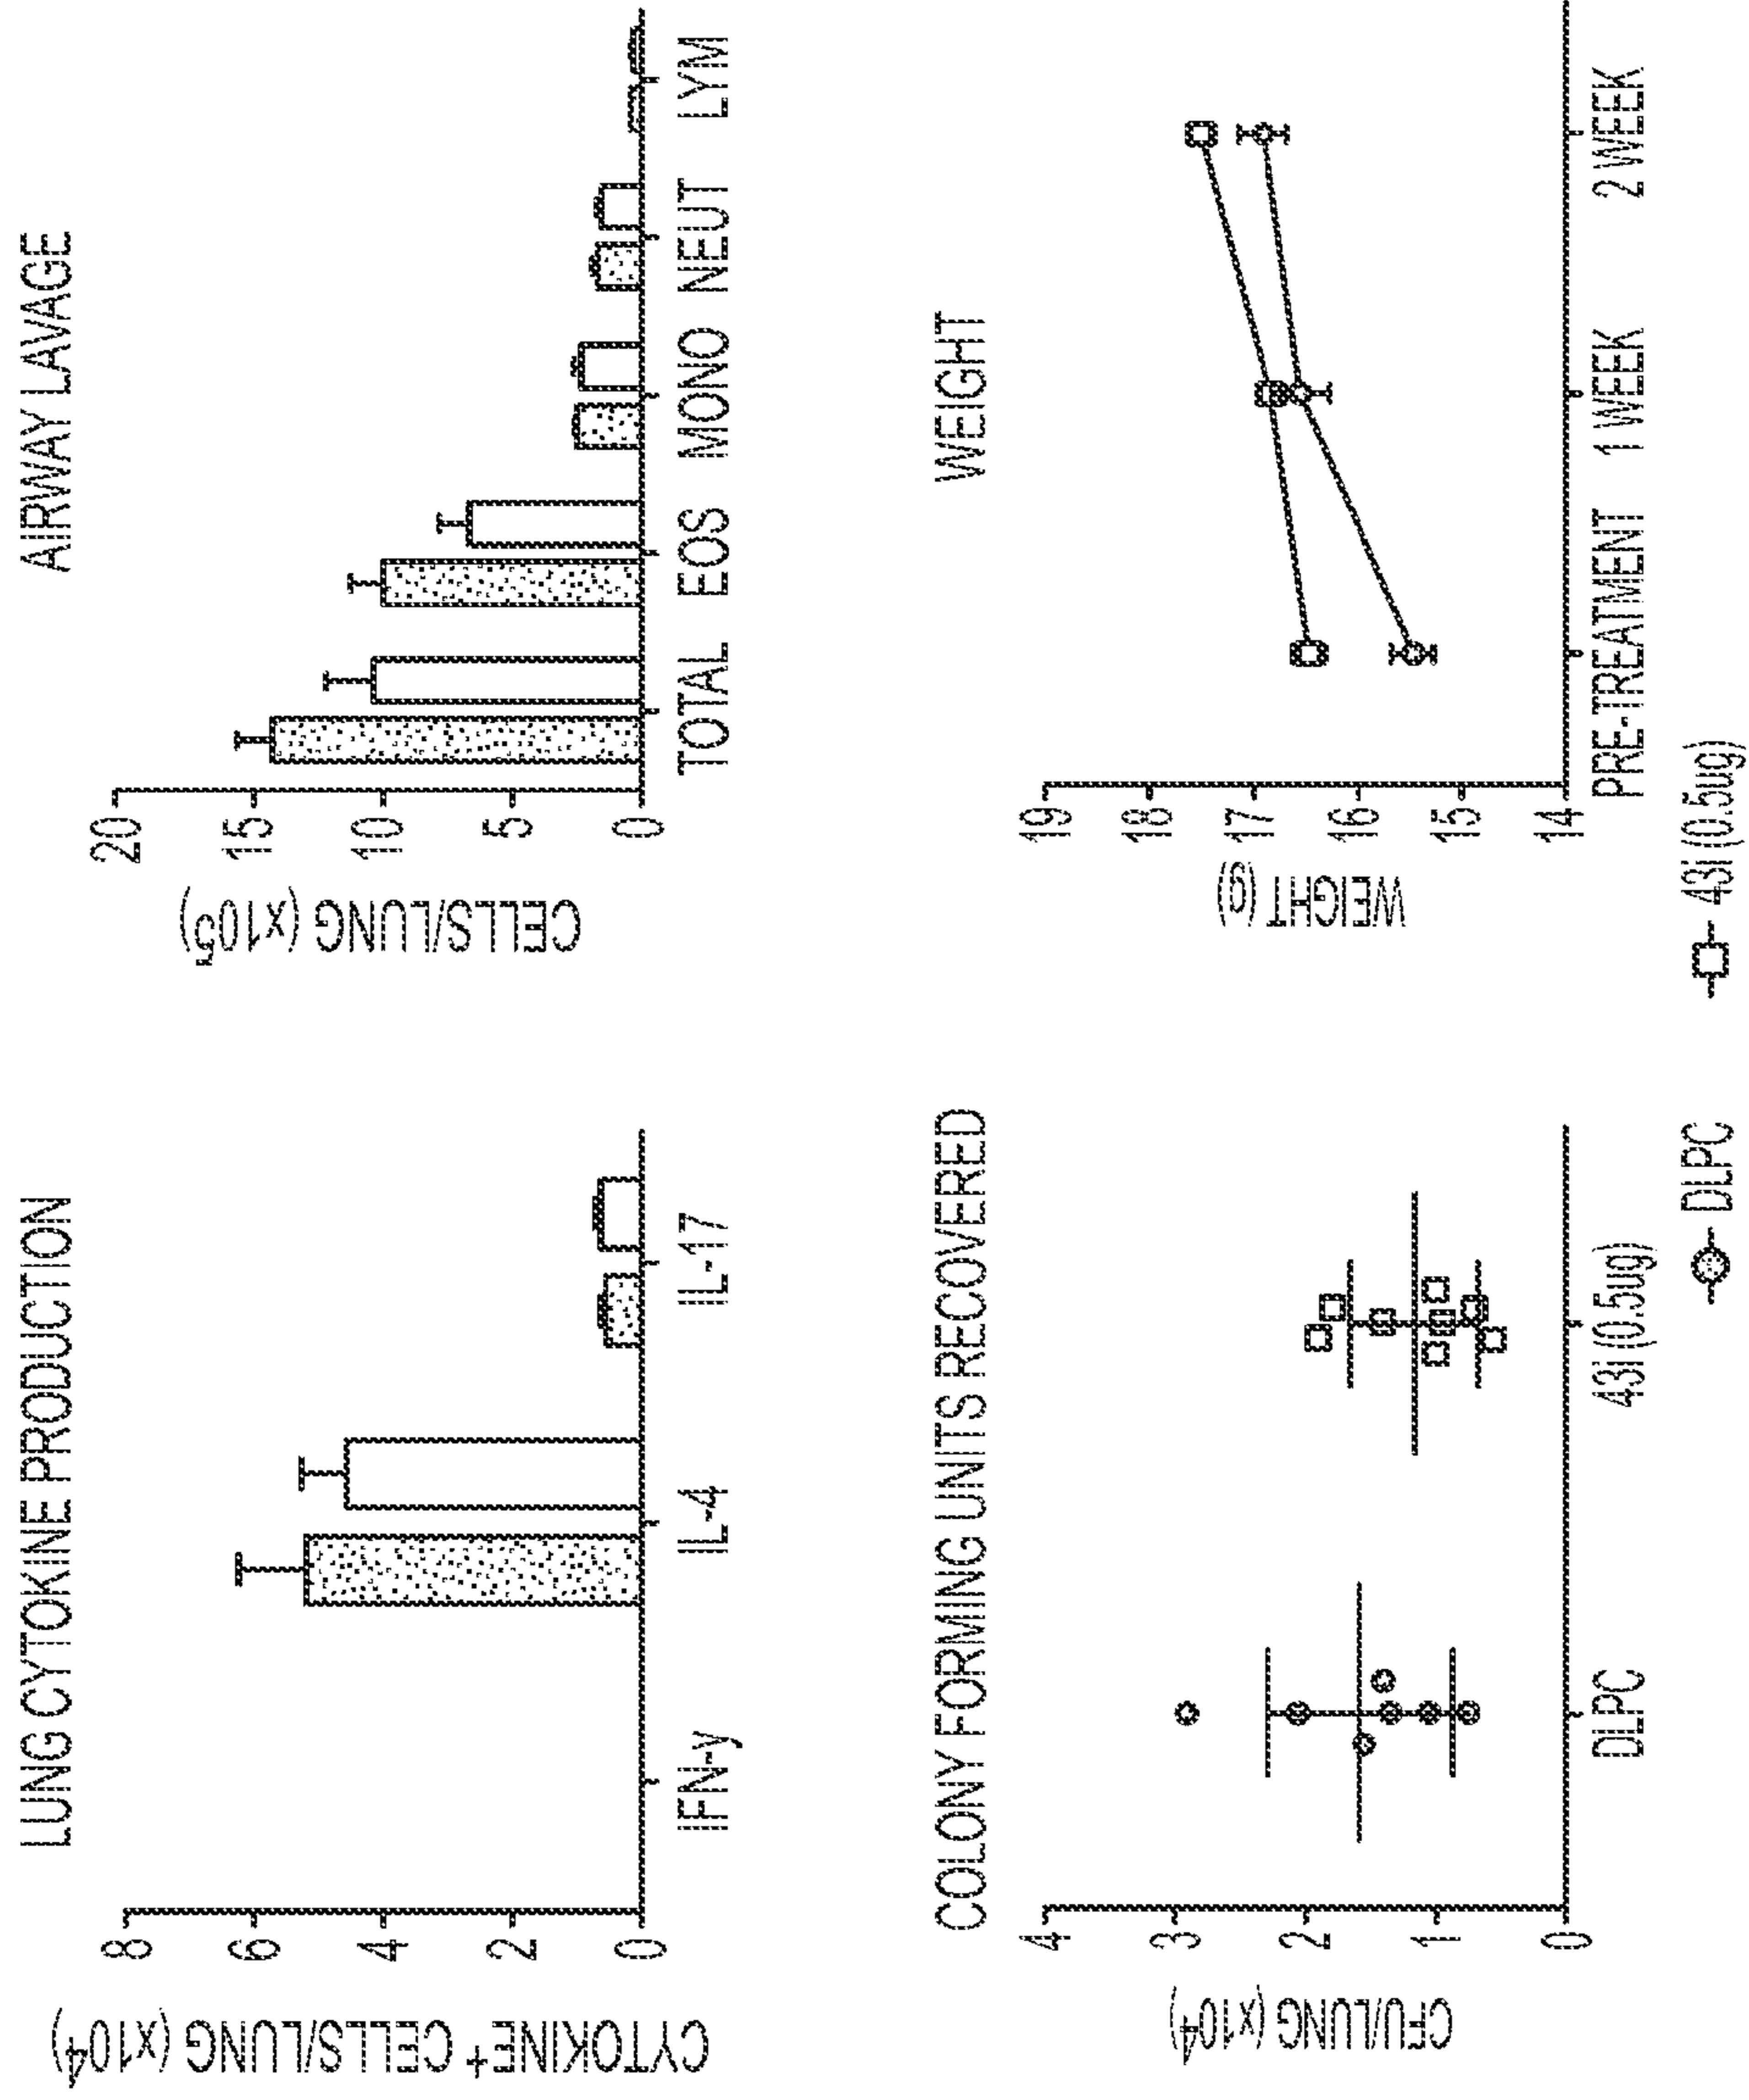 LUNG CYTOKINE PRODUCTION
CYTOKINE+ CELLS/LUNG (x10⁴)
8
6
4
2
0
IFN-y IL-4 IL-17
AIRWAY LAVAGE
CELLS/LUNG (x10⁵)
20
15
10
5
0
TOTAL EOS MONO NEUT LYM
COLONY FORMING UNITS RECOVERED
CFU/LUNG (x10⁴)
4
3
2
1
0
DLPC 43i (0.5ug)
WEIGHT
WEIGHT (g)
19
18
17
16
15
14
PRE-TREATMENT 1 WEEK 2 WEEK
DLPC 43i (0.5ug)